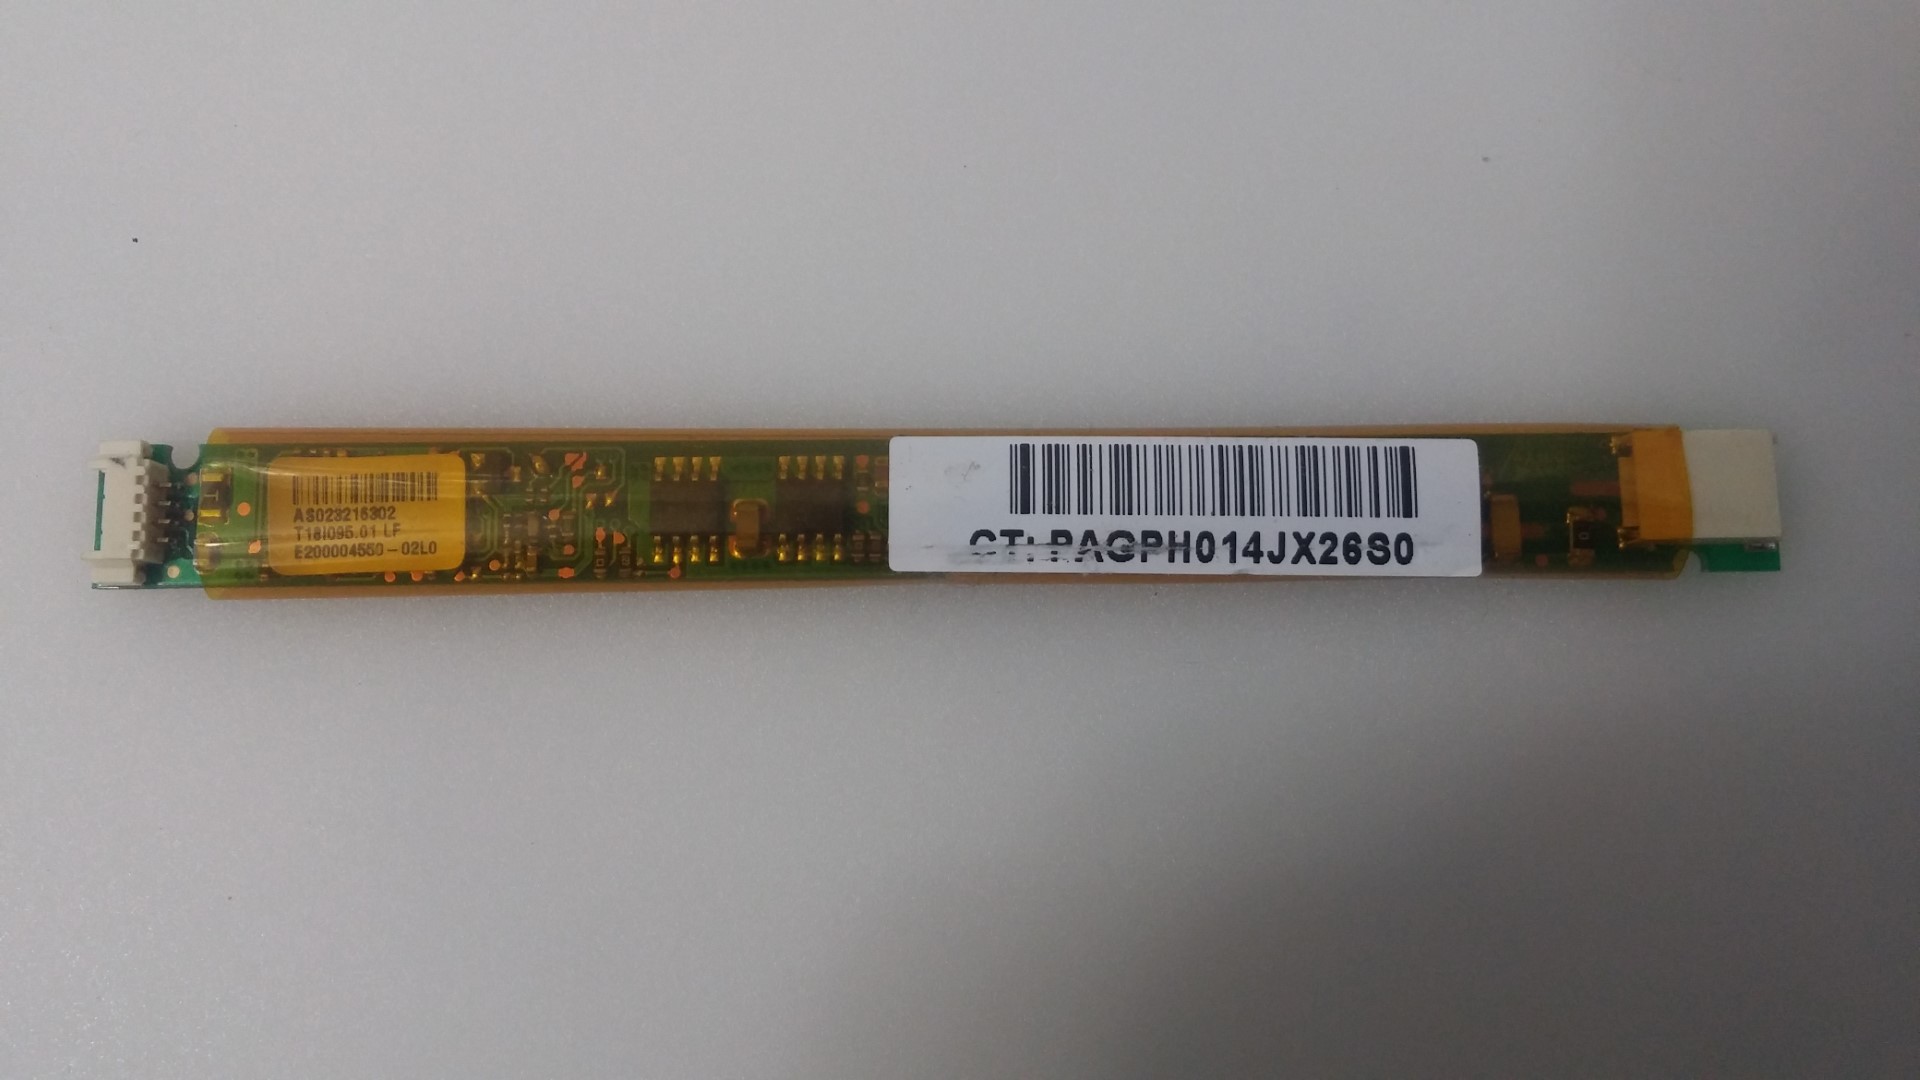 AS023216302
T18I095.01 LF
E200004550-02L0
CT: PAGPH014JX26S0